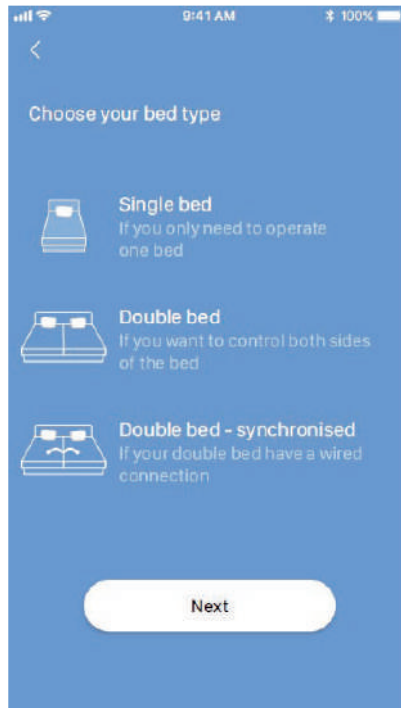 9:41 AM 100%
Choose your bed type
Single bed
If you only need to operate
one bed
Double bed
If you want to control both sides
of the bed
Double bed - synchronised
If your double bed have a wired
connection
Next